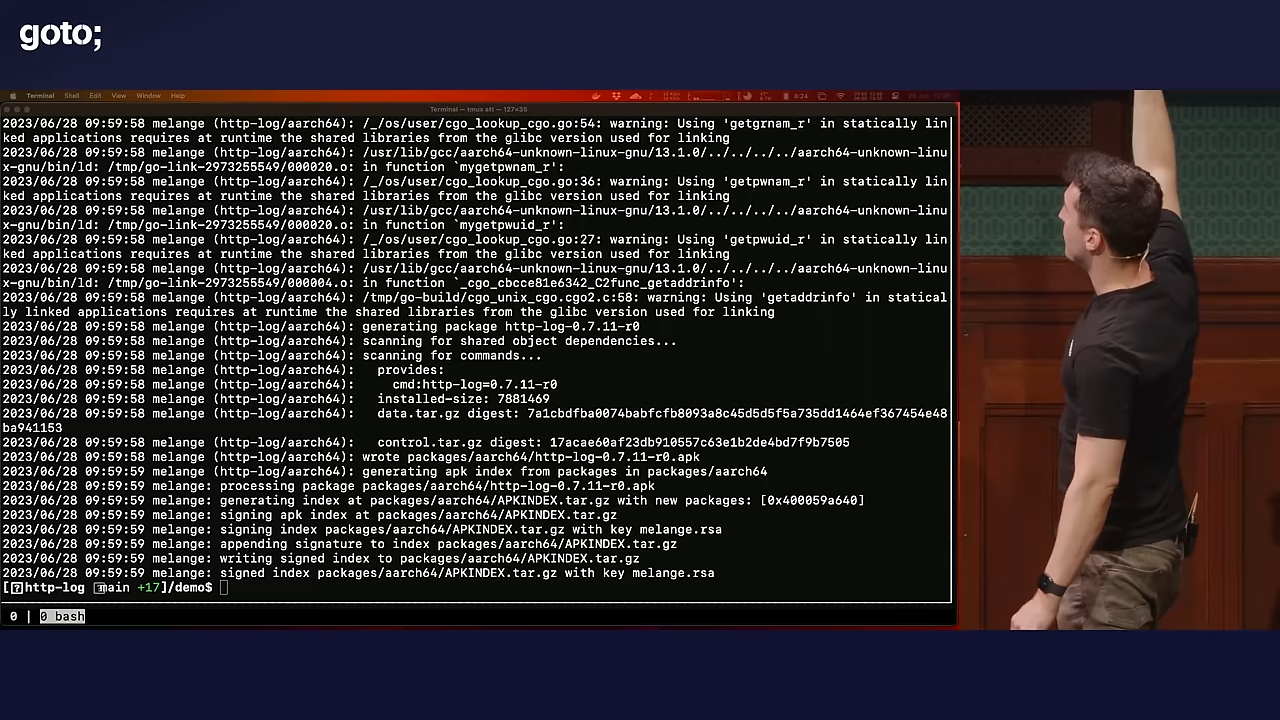 goto;
Terminal Shell Edit View Window Help
Terminal — tmux att — 127×35
2023/06/28 09:59:58 melange (http-log/aarch64): /_/os/user/cgo_lookup_cgo.go:54: warning: Using 'getgrnam_r' in statically lin
ked applications requires at runtime the shared libraries from the glibc version used for linking
2023/06/28 09:59:58 melange (http-log/aarch64): /usr/lib/gcc/aarch64-unknown-linux-gnu/13.1.0/../../../../aarch64-unknown-linu
x-gnu/bin/ld: /tmp/go-link-2973255549/000020.o: in function `mygetpwnam_r':
2023/06/28 09:59:58 melange (http-log/aarch64): /_/os/user/cgo_lookup_cgo.go:36: warning: Using 'getpwnam_r' in statically lin
ked applications requires at runtime the shared libraries from the glibc version used for linking
2023/06/28 09:59:58 melange (http-log/aarch64): /usr/lib/gcc/aarch64-unknown-linux-gnu/13.1.0/../../../../aarch64-unknown-linu
x-gnu/bin/ld: /tmp/go-link-2973255549/000020.o: in function `mygetpwuid_r':
2023/06/28 09:59:58 melange (http-log/aarch64): /_/os/user/cgo_lookup_cgo.go:27: warning: Using 'getpwuid_r' in statically lin
ked applications requires at runtime the shared libraries from the glibc version used for linking
2023/06/28 09:59:58 melange (http-log/aarch64): /usr/lib/gcc/aarch64-unknown-linux-gnu/13.1.0/../../../../aarch64-unknown-linu
x-gnu/bin/ld: /tmp/go-link-2973255549/000004.o: in function `_cgo_cbcce81e6342_C2func_getaddrinfo':
2023/06/28 09:59:58 melange (http-log/aarch64): /tmp/go-build/cgo_unix_cgo.cgo2.c:58: warning: Using 'getaddrinfo' in statical
ly linked applications requires at runtime the shared libraries from the glibc version used for linking
2023/06/28 09:59:58 melange (http-log/aarch64): generating package http-log-0.7.11-r0
2023/06/28 09:59:58 melange (http-log/aarch64): scanning for shared object dependencies...
2023/06/28 09:59:58 melange (http-log/aarch64): scanning for commands...
2023/06/28 09:59:58 melange (http-log/aarch64):   provides:
2023/06/28 09:59:58 melange (http-log/aarch64):     cmd:http-log=0.7.11-r0
2023/06/28 09:59:58 melange (http-log/aarch64):   installed-size: 7881469
2023/06/28 09:59:58 melange (http-log/aarch64):   data.tar.gz digest: 7a1cbdfba0074babfcfb8093a8c45d5d5f5a735dd1464ef367454e48
ba941153
2023/06/28 09:59:58 melange (http-log/aarch64):   control.tar.gz digest: 17acae60af23db910557c63e1b2de4bd7f9b7505
2023/06/28 09:59:58 melange (http-log/aarch64): wrote packages/aarch64/http-log-0.7.11-r0.apk
2023/06/28 09:59:59 melange (http-log/aarch64): generating apk index from packages in packages/aarch64
2023/06/28 09:59:59 melange: processing package packages/aarch64/http-log-0.7.11-r0.apk
2023/06/28 09:59:59 melange: generating index at packages/aarch64/APKINDEX.tar.gz with new packages: [0x400059a640]
2023/06/28 09:59:59 melange: signing apk index at packages/aarch64/APKINDEX.tar.gz
2023/06/28 09:59:59 melange: signing index packages/aarch64/APKINDEX.tar.gz with key melange.rsa
2023/06/28 09:59:59 melange: appending signature to index packages/aarch64/APKINDEX.tar.gz
2023/06/28 09:59:59 melange: writing signed index to packages/aarch64/APKINDEX.tar.gz
2023/06/28 09:59:59 melange: signed index packages/aarch64/APKINDEX.tar.gz with key melange.rsa
[http-log main +17]/demo$
0 | 0 bash